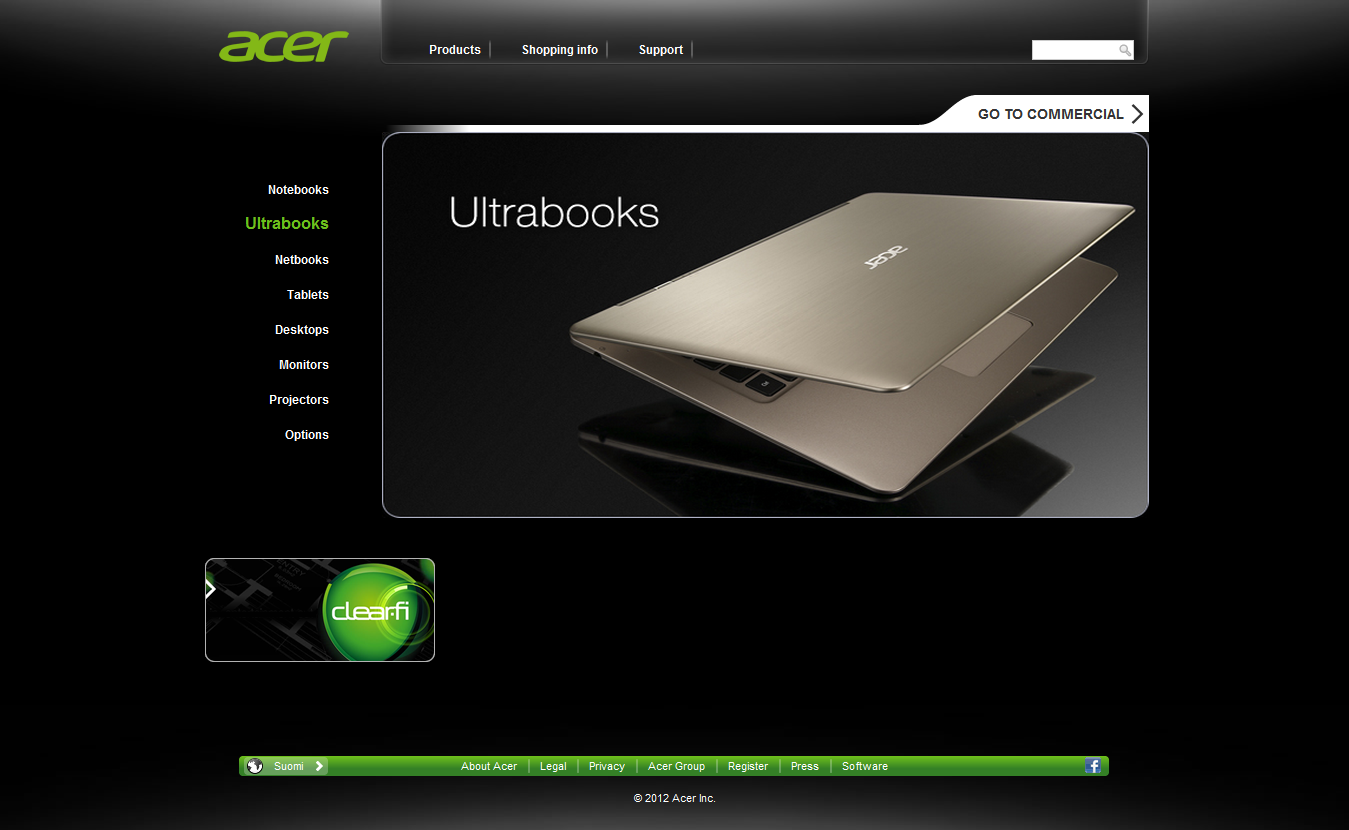 acer
Products
Shopping info
Support
GO TO COMMERCIAL
Notebooks
Ultrabooks
Netbooks
Tablets
Desktops
Monitors
Projectors
Options
Ultrabooks
acer
clear.fi
Suomi
About Acer
Legal
Privacy
Acer Group
Register
Press
Software
© 2012 Acer Inc.